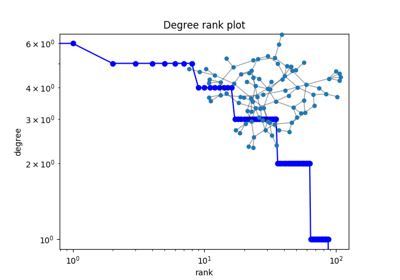 Degree rank plot
degree
6 × 10⁰
4 × 10⁰
3 × 10⁰
2 × 10⁰
10⁰
10⁰
10¹
10²
rank